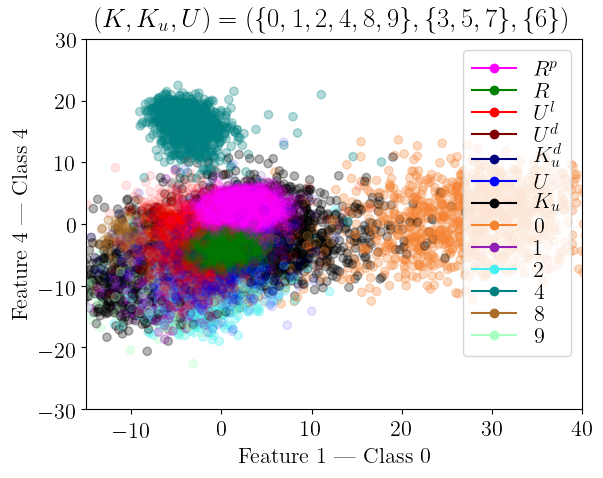 (K, K_u, U) = ({0, 1, 2, 4, 8, 9}, {3, 5, 7}, {6})
30
20
10
0
−10
−20
−30
Feature 4 — Class 4
R^p
R
U^l
U^d
K_u^d
U
K_u
0
1
2
4
8
9
−10
0
10
20
30
40
Feature 1 — Class 0